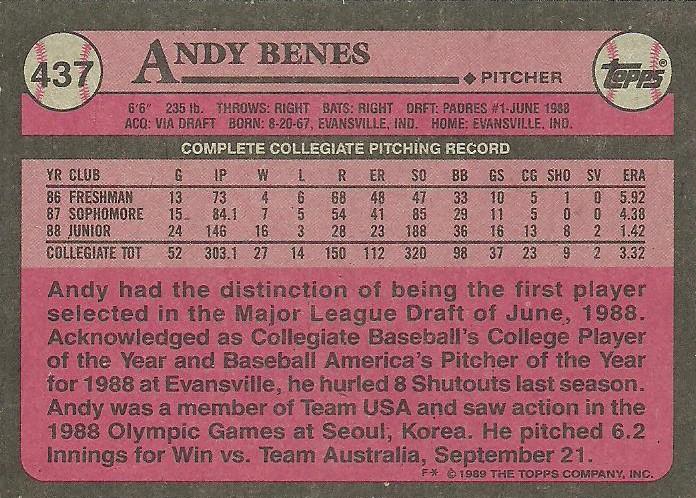 437
ANDY BENES
◆ PITCHER
TOPPS®
6'6" 235 lb. THROWS: RIGHT BATS: RIGHT DRFT: PADRES #1-JUNE 1988
ACQ: VIA DRAFT BORN: 8-20-67, EVANSVILLE, IND. HOME: EVANSVILLE, IND.
COMPLETE COLLEGIATE PITCHING RECORD
YR CLUB G IP W L R ER SO BB GS CG SHO SV ERA
86 FRESHMAN 13 73 4 6 68 48 47 33 10 5 1 0 5.92
87 SOPHOMORE 15 84.1 7 5 54 41 85 29 11 5 0 0 4.38
88 JUNIOR 24 146 16 3 28 23 188 36 16 13 8 2 1.42
COLLEGIATE TOT 52 303.1 27 14 150 112 320 98 37 23 9 2 3.32
Andy had the distinction of being the first player
selected in the Major League Draft of June, 1988.
Acknowledged as Collegiate Baseball's College Player
of the Year and Baseball America's Pitcher of the Year
for 1988 at Evansville, he hurled 8 Shutouts last season.
Andy was a member of Team USA and saw action in the
1988 Olympic Games at Seoul, Korea. He pitched 6.2
Innings for Win vs. Team Australia, September 21.
F* © 1989 THE TOPPS COMPANY, INC.